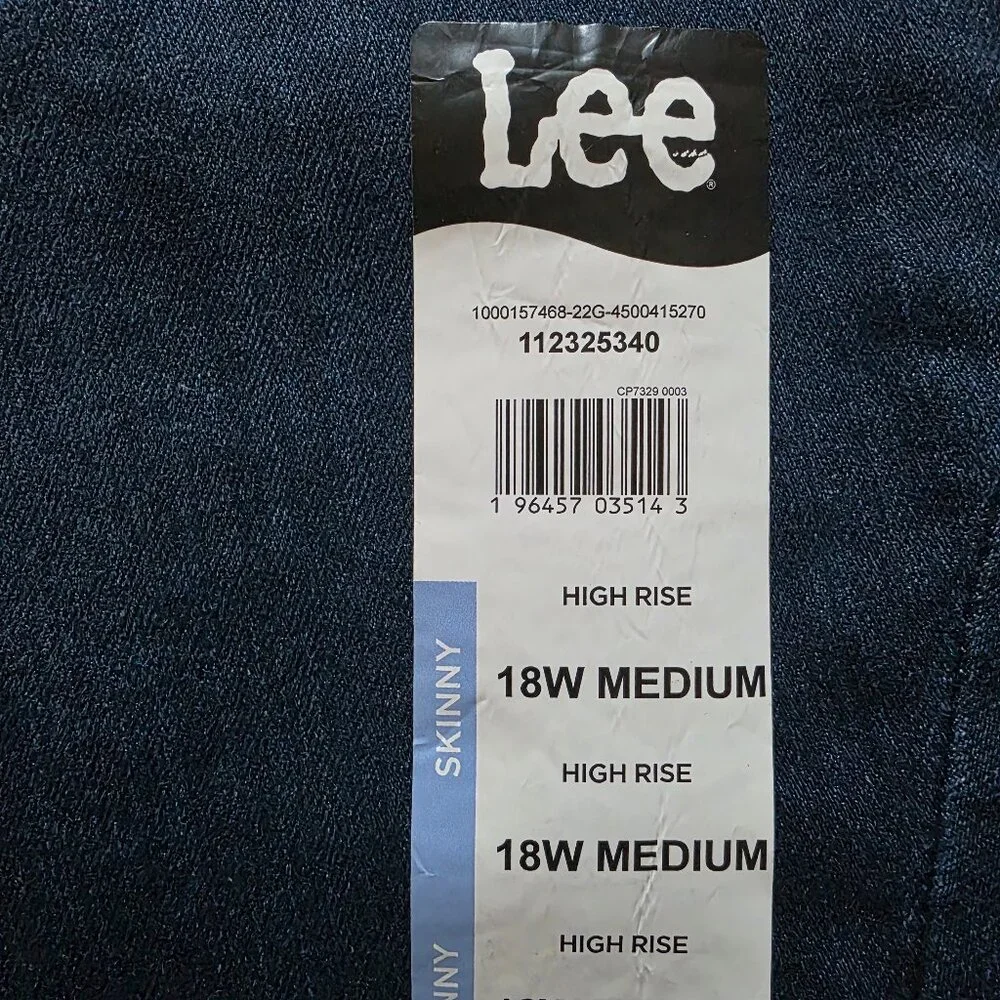 Lee®
1000157468-22G-4500415270
112325340
CP7329 0003
1 96457 03514 3
HIGH RISE
SKINNY
18W MEDIUM
HIGH RISE
18W MEDIUM
HIGH RISE